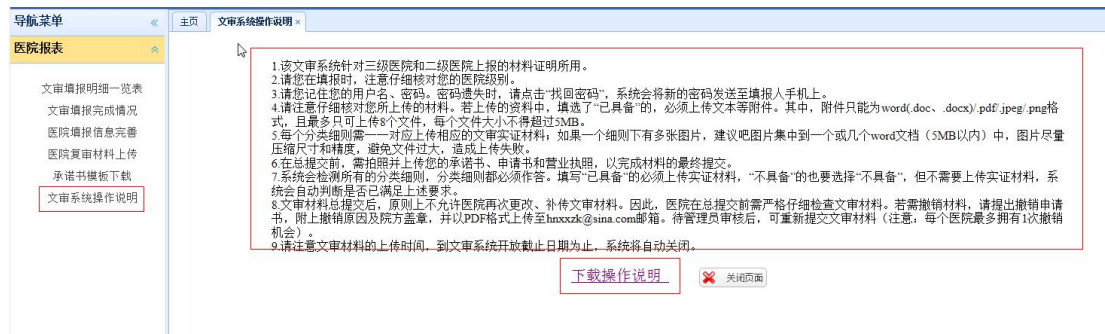 导航菜单
主页
文审系统操作说明
医院报表
文审填报明细一览表
文审填报完成情况
医院填报信息完善
医院复审材料上传
承诺书模板下载
文审系统操作说明
1.该文审系统针对三级医院和二级医院上报的材料证明所用。
2.请您在填报时，注意仔细核对您的医院级别。
3.请您记住您的用户名、密码。密码遗失时，请点击“找回密码”，系统会将新的密码发送至填报人手机上。
4.请注意仔细核对您所上传的材料。若上传的资料中，填选了“已具备”的，必须上传文本等附件。其中，附件只能为word(.doc、.docx)/.pdf/.jpeg/.png格
式，且最多只可上传8个文件，每个文件大小不得超过5MB。
5.每个分类细则需一一对应上传相应的文审实证材料；如果一个细则下有多张图片，建议吧图片集中到一个或几个word文档（5MB以内）中，图片尽量
压缩尺寸和精度，避免文件过大，造成上传失败。
6.在总提交前，需拍照并上传您的承诺书、申请书和营业执照，以完成材料的最终提交。
7.系统会检测所有的分类细则，分类细则都必须作答。填写“已具备”的必须上传实证材料，“不具备”的也要选择“不具备”，但不需要上传实证材料，系
统会自动判断是否已满足上述要求。
8.文审材料总提交后，原则上不允许医院再次更改、补传文审材料。因此，医院在总提交前需严格仔细检查文审材料。若需撤销材料，请提出撤销申请
书，附上撤销原因及院方盖章，并以PDF格式上传至hnxxzk@sina.com邮箱。待管理员审核后，可重新提交文审材料（注意：每个医院最多拥有1次撤销
机会）。
9.请注意文审材料的上传时间，到文审系统开放截止日期为止，系统将自动关闭。
下载操作说明
关闭页面